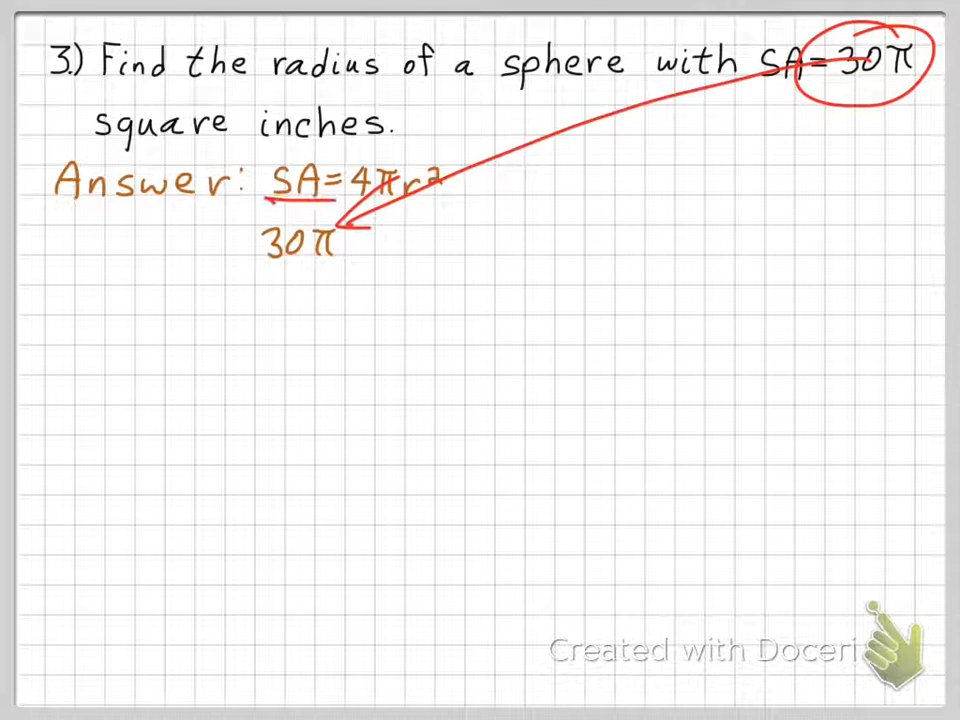 3.) Find the radius of a sphere with SA = 30π
square inches.
Answer: SA = 4πr²
30π
Created with Doceri